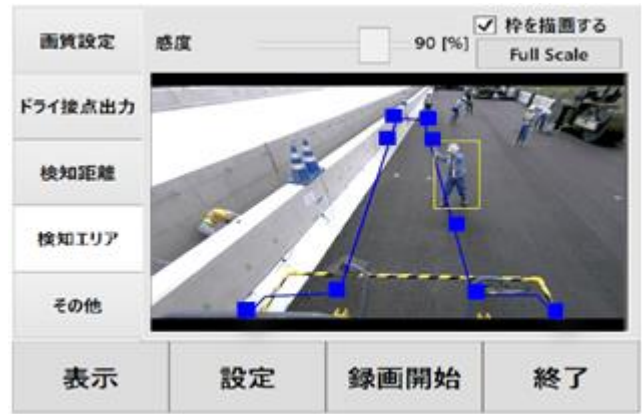 画質設定
感度
90 [%]
枠を描画する
Full Scale
ドライ接点出力
検知距離
検知エリア
その他
表示
設定
録画開始
終了